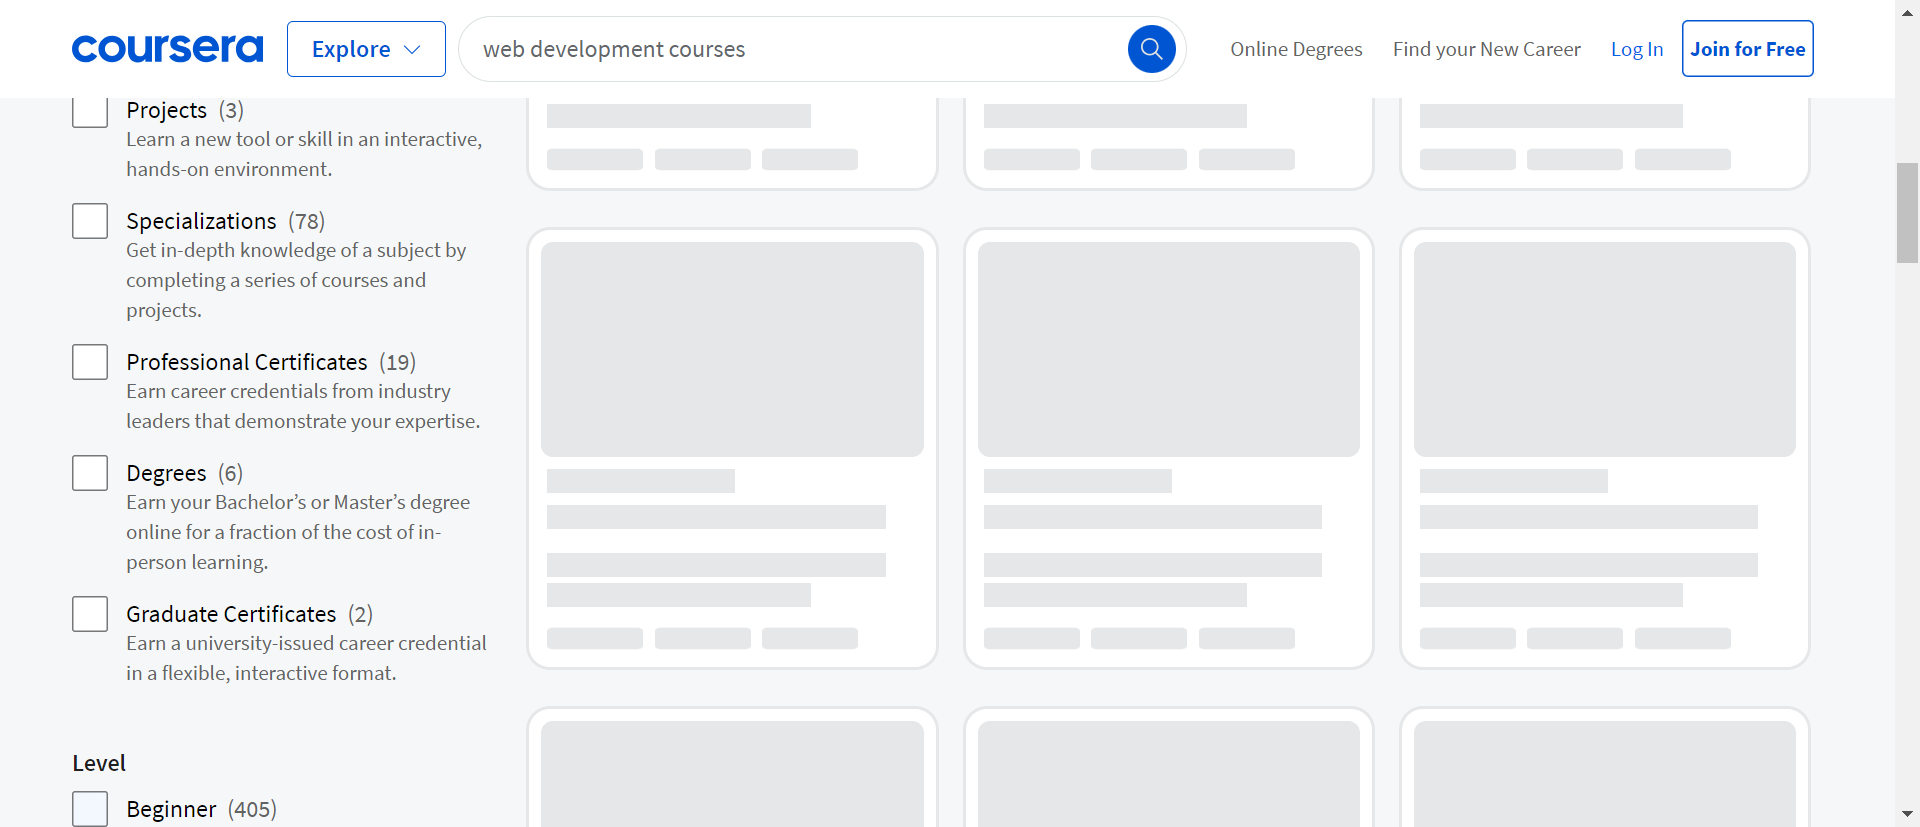 coursera
Explore
web development courses
Online Degrees
Find your New Career
Log In
Join for Free
Projects (3)
Learn a new tool or skill in an interactive,
hands-on environment.
Specializations (78)
Get in-depth knowledge of a subject by
completing a series of courses and
projects.
Professional Certificates (19)
Earn career credentials from industry
leaders that demonstrate your expertise.
Degrees (6)
Earn your Bachelor’s or Master’s degree
online for a fraction of the cost of in-
person learning.
Graduate Certificates (2)
Earn a university-issued career credential
in a flexible, interactive format.
Level
Beginner (405)